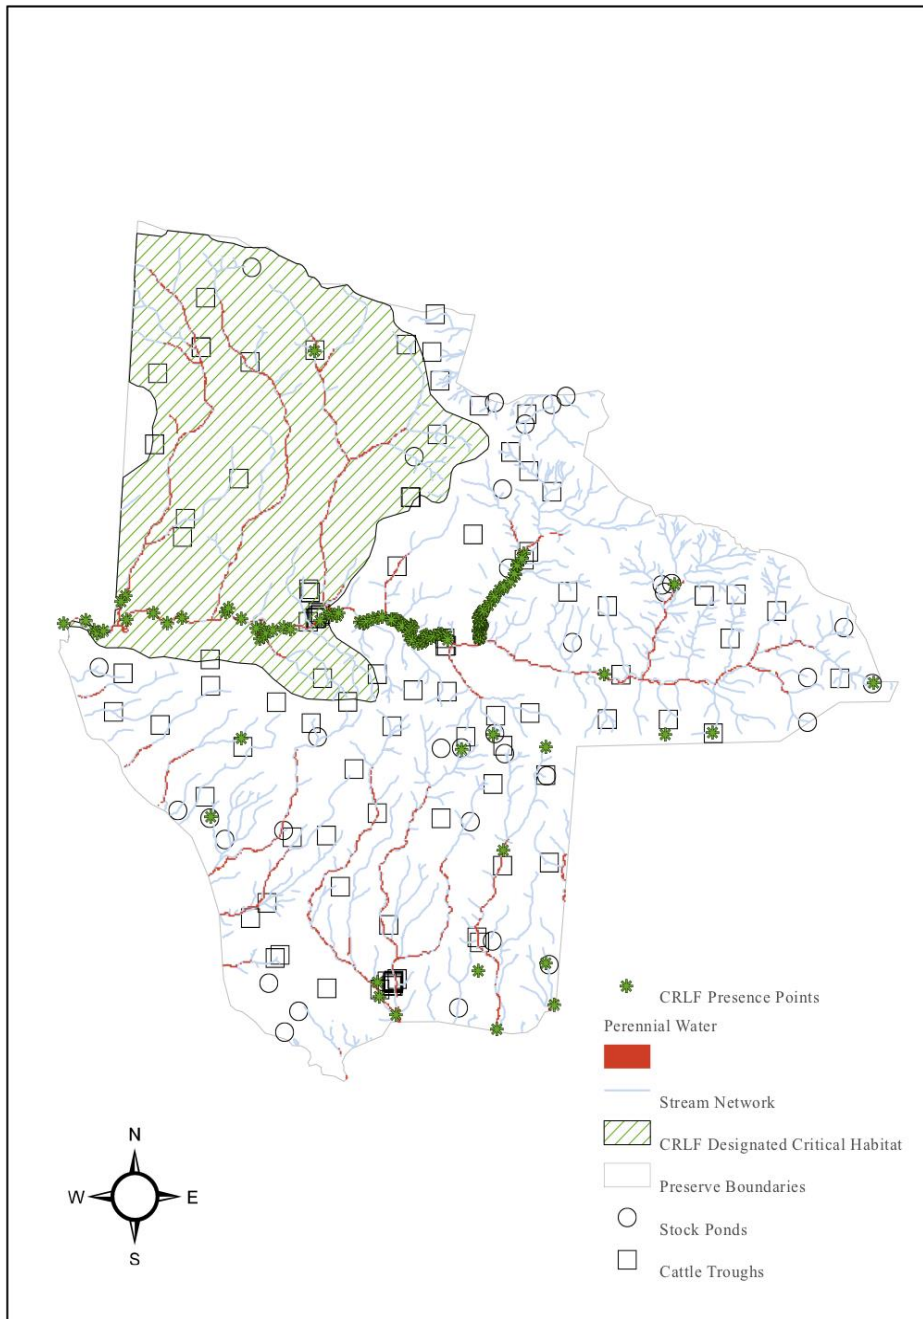 CRLF Presence Points
Perennial Water
Stream Network
CRLF Designated Critical Habitat
Preserve Boundaries
Stock Ponds
Cattle Troughs
N
W E
S